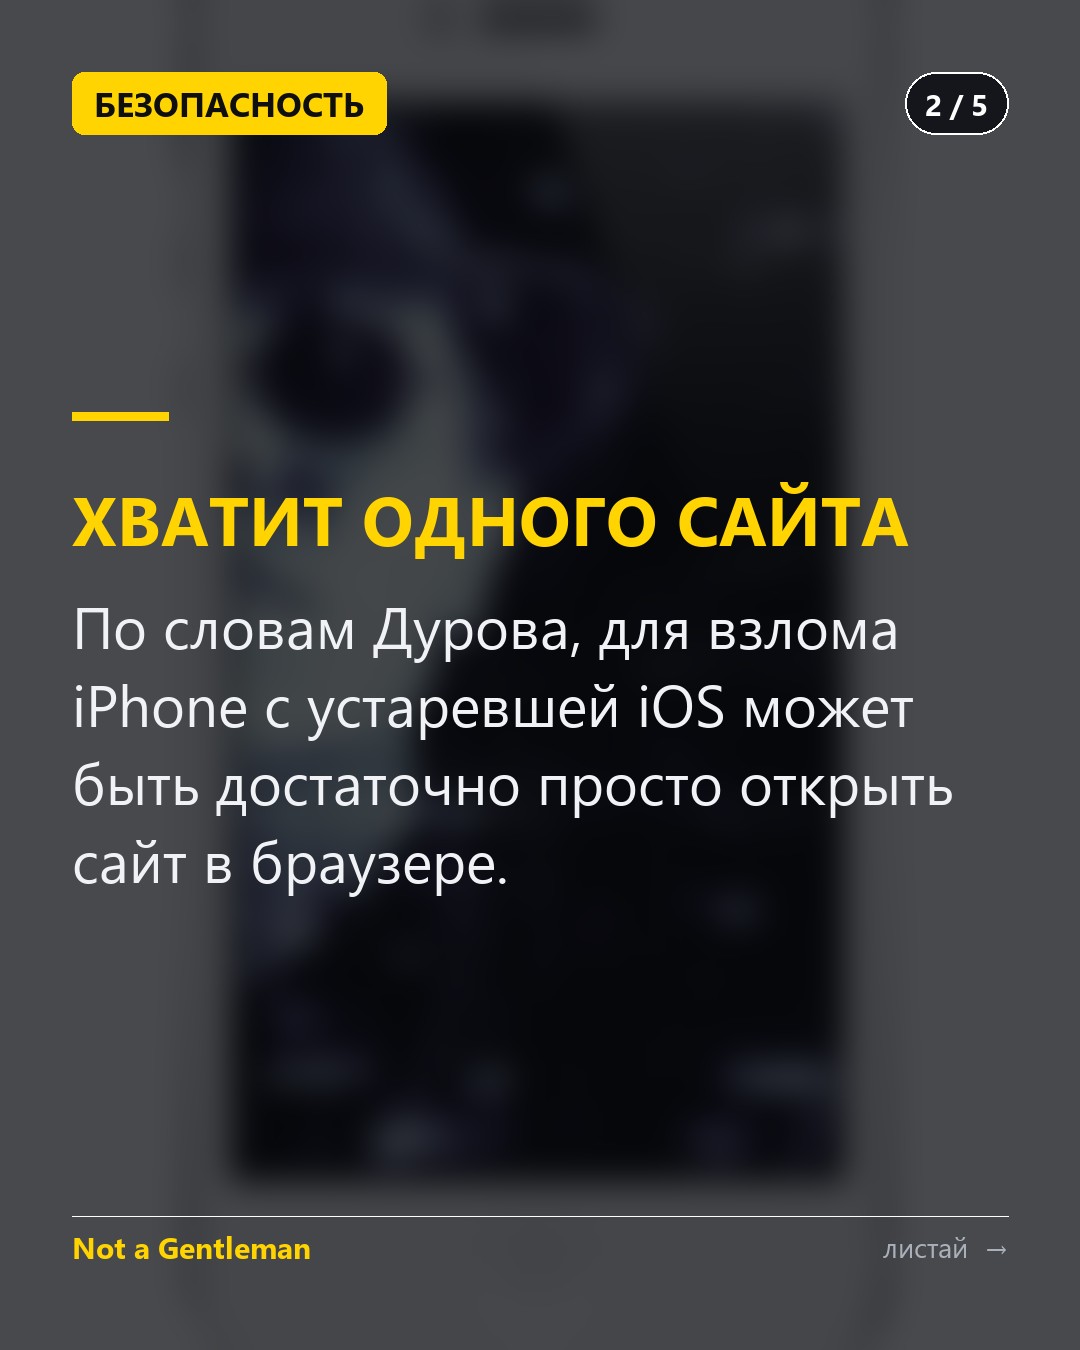 БЕЗОПАСНОСТЬ
2 / 5
ХВАТИТ ОДНОГО САЙТА
По словам Дурова, для взлома
iPhone с устаревшей iOS может
быть достаточно просто открыть
сайт в браузере.
Not a Gentleman
листай →